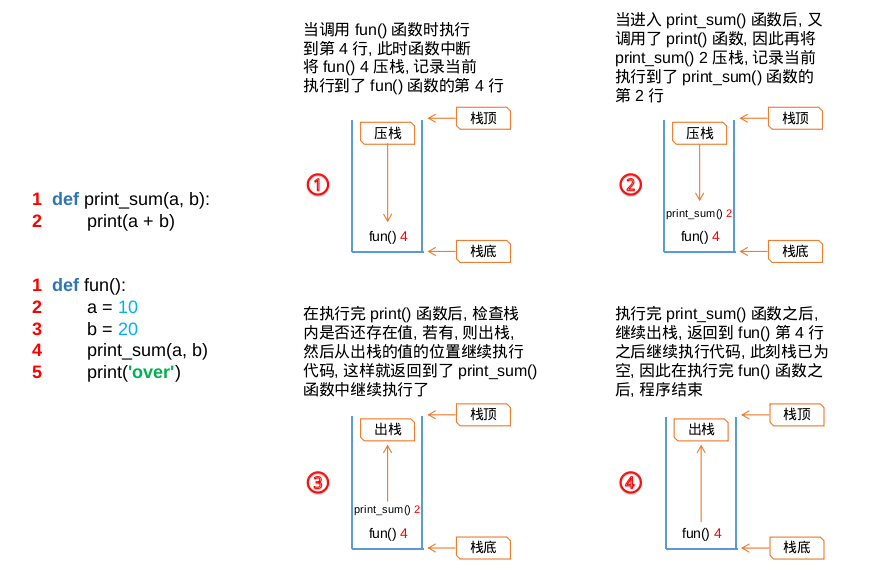 1 def print_sum(a, b):
2 print(a + b)
1 def fun():
2 a = 10
3 b = 20
4 print_sum(a, b)
5 print('over')
当调用 fun() 函数时执行
到第 4 行, 此时函数中断
将 fun() 4 压栈, 记录当前
执行到了 fun() 函数的第 4 行
栈顶
压栈
①
fun() 4
栈底
当进入 print_sum() 函数后, 又
调用了 print() 函数, 因此再将
print_sum() 2 压栈, 记录当前
执行到了 print_sum() 函数的
第 2 行
栈顶
压栈
②
print_sum() 2
fun() 4
栈底
在执行完 print() 函数后, 检查栈
内是否还存在值, 若有, 则出栈,
然后从出栈的值的位置继续执行
代码, 这样就返回到了 print_sum()
函数中继续执行了
栈顶
出栈
③
print_sum() 2
fun() 4
栈底
执行完 print_sum() 函数之后,
继续出栈, 返回到 fun() 第 4 行
之后继续执行代码, 此刻栈已为
空, 因此在执行完 fun() 函数之
后, 程序结束
栈顶
出栈
④
fun() 4
栈底